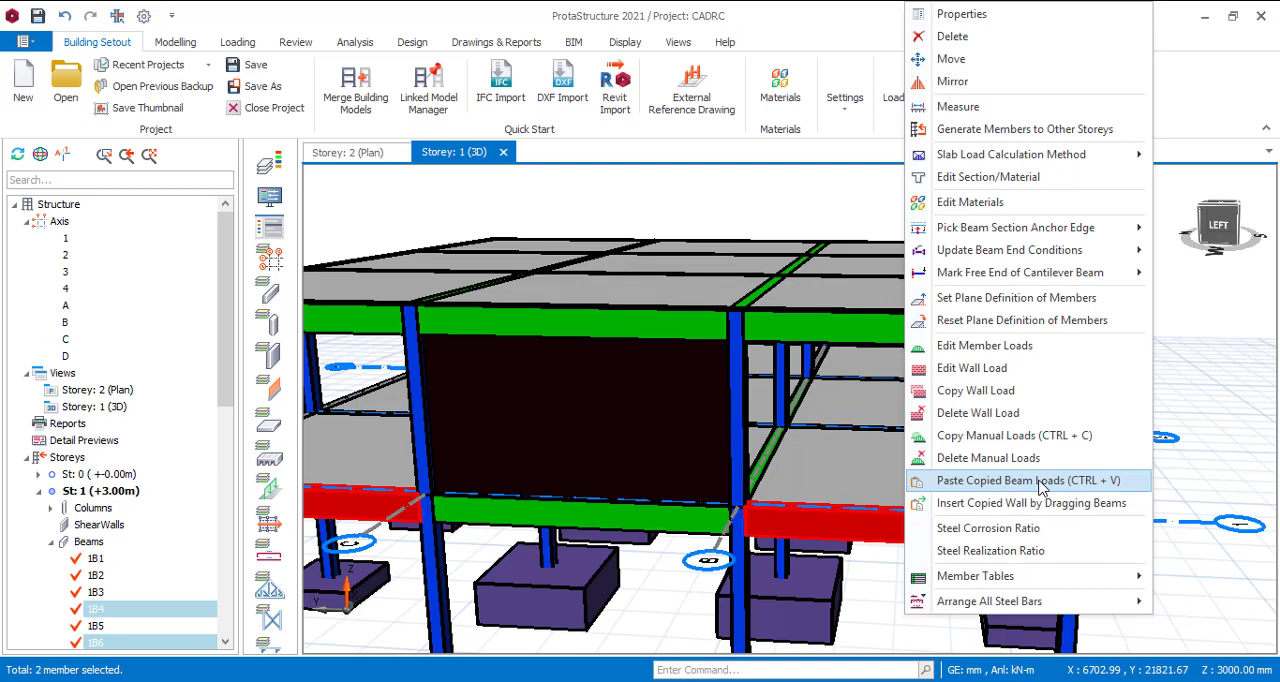 ProtaStructure 2021 / Project: CADRC
Building Setout
Modelling
Loading
Review
Analysis
Design
Drawings & Reports
BIM
Display
Views
Help
New
Open
Recent Projects
Open Previous Backup
Save Thumbnail
Save
Save As
Close Project
Project
Merge Building
Models
Linked Model
Manager
IFC
IFC Import
DXF
DXF Import
Revit
Import
External
Reference Drawing
Quick Start
Materials
Materials
Settings
Load
Search...
Structure
Axis
1
2
3
4
A
B
C
D
Views
Storey: 2 (Plan)
Storey: 1 (3D)
Reports
Detail Previews
Storeys
St: 0 ( +-0.00m)
St: 1 (+3.00m)
Columns
ShearWalls
Beams
1B1
1B2
1B3
1B4
1B5
1B6
Storey: 2 (Plan)
Storey: 1 (3D)
C
B
1
Z
Y
LEFT
S
W
Properties
Delete
Move
Mirror
Measure
Generate Members to Other Storeys
Slab Load Calculation Method
Edit Section/Material
Edit Materials
Pick Beam Section Anchor Edge
Update Beam End Conditions
Mark Free End of Cantilever Beam
Set Plane Definition of Members
Reset Plane Definition of Members
Edit Member Loads
Edit Wall Load
Copy Wall Load
Delete Wall Load
Copy Manual Loads (CTRL + C)
Delete Manual Loads
Paste Copied Beam Loads (CTRL + V)
Insert Copied Wall by Dragging Beams
Steel Corrosion Ratio
Steel Realization Ratio
Member Tables
Arrange All Steel Bars
Total: 2 member selected.
Enter Command...
GE: mm , Anl: kN-m
X : 6702.99 , Y : 21821.67
Z : 3000.00 mm